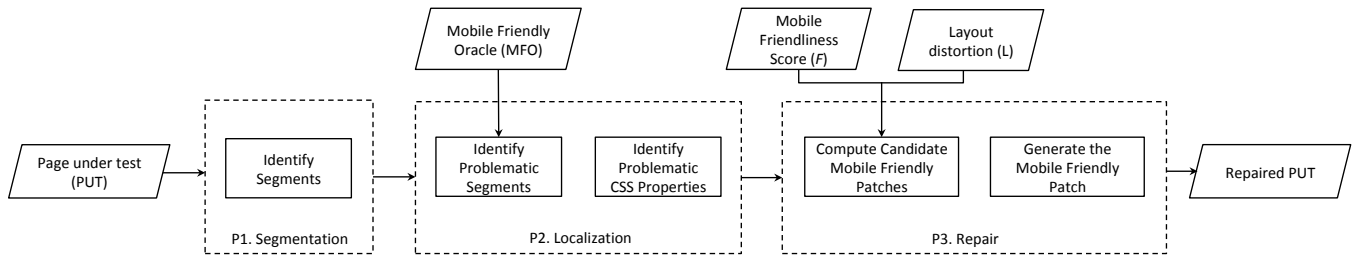 Mobile Friendly
Oracle (MFO)
Mobile
Friendliness
Score (F)
Layout
distortion (L)
Page under test
(PUT)
Identify
Segments
P1. Segmentation
Identify
Problematic
Segments
Identify
Problematic
CSS Properties
P2. Localization
Compute Candidate
Mobile Friendly
Patches
Generate the
Mobile Friendly
Patch
P3. Repair
Repaired PUT